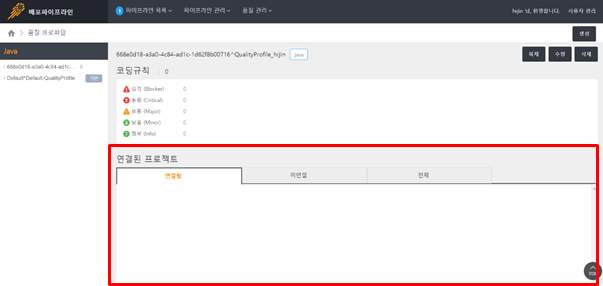 배포파이프라인
1 파이프라인 목록 파이프라인 관리 품질 관리 hrjin 님, 환영합니다. 사용자 관리
품질 프로파일 생성
Java
668e0d18-a3a0-4c84-ad1c-... 0
Default^Default-QualityProfile 기본
668e0d18-a3a0-4c84-ad1c-1d62f8b00716^QualityProfile_hrjin java 복제 수정 삭제
코딩규칙 0
심각 (Blocker) 0
높음 (Critical) 0
보통 (Major) 0
낮음 (Minor) 0
정보 (Info) 0
연결된 프로젝트
연결됨 미연결 전체
TOP